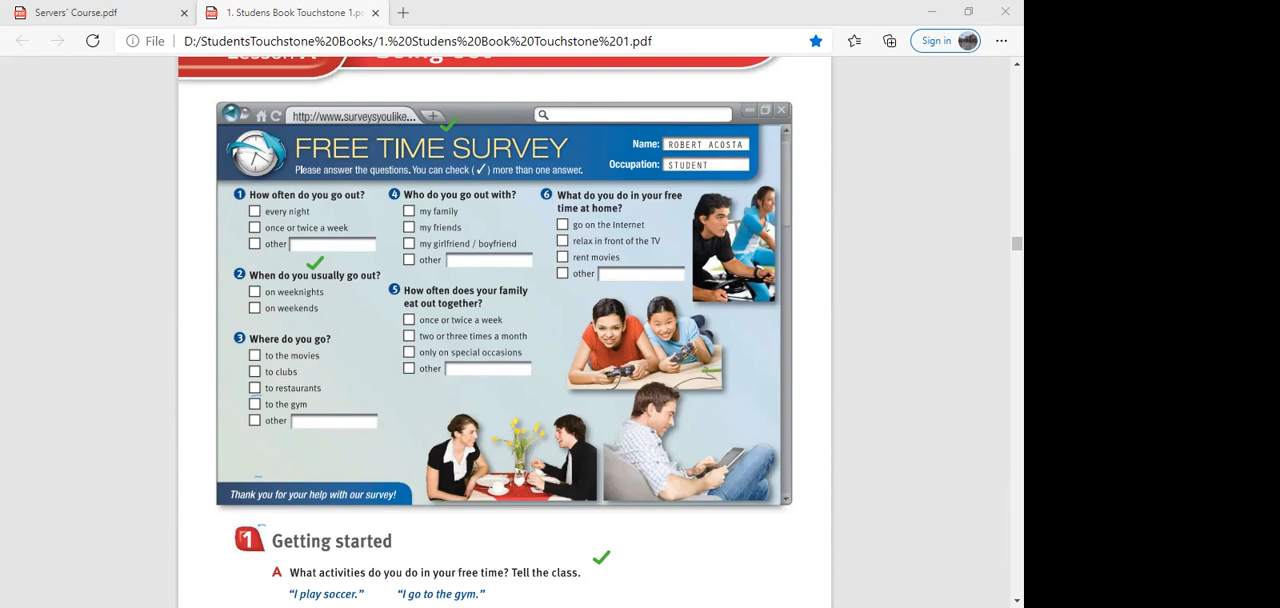 Servers' Course.pdf
1. Studens Book Touchstone 1.pd
File
D:/StudentsTouchstone%20Books/1.%20Studens%20Book%20Touchstone%201.pdf
Sign in
http://www.surveysyoulike...
FREE TIME SURVEY
Please answer the questions. You can check (✓) more than one answer.
Name: ROBERT ACOSTA
Occupation: STUDENT
1 How often do you go out?
every night
once or twice a week
other
2 When do you usually go out?
on weeknights
on weekends
3 Where do you go?
to the movies
to clubs
to restaurants
to the gym
other
4 Who do you go out with?
my family
my friends
my girlfriend / boyfriend
other
5 How often does your family
eat out together?
once or twice a week
two or three times a month
only on special occasions
other
6 What do you do in your free
time at home?
go on the Internet
relax in front of the TV
rent movies
other
Thank you for your help with our survey!
1 Getting started
A What activities do you do in your free time? Tell the class.
"I play soccer." "I go to the gym."